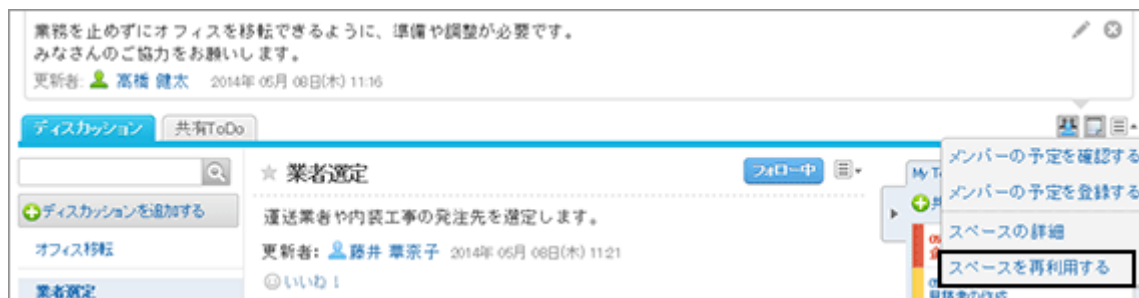 業務を止めずにオフィスを移転できるように、準備や調整が必要です。
みなさんのご協力をお願いします。
更新者: 高橋 健太 2014年 05月 08日(木) 11:16
ディスカッション 共有ToDo
メンバーの予定を確認する
メンバーの予定を登録する
スペースの詳細
スペースを再利用する
ディスカッションを追加する
オフィス移転
業者選定
業者選定
フォロー中
運送業者や内装工事の発注先を選定します。
更新者: 藤井 華奈子 2014年 05月 08日(木) 11:21
いいね！
My T